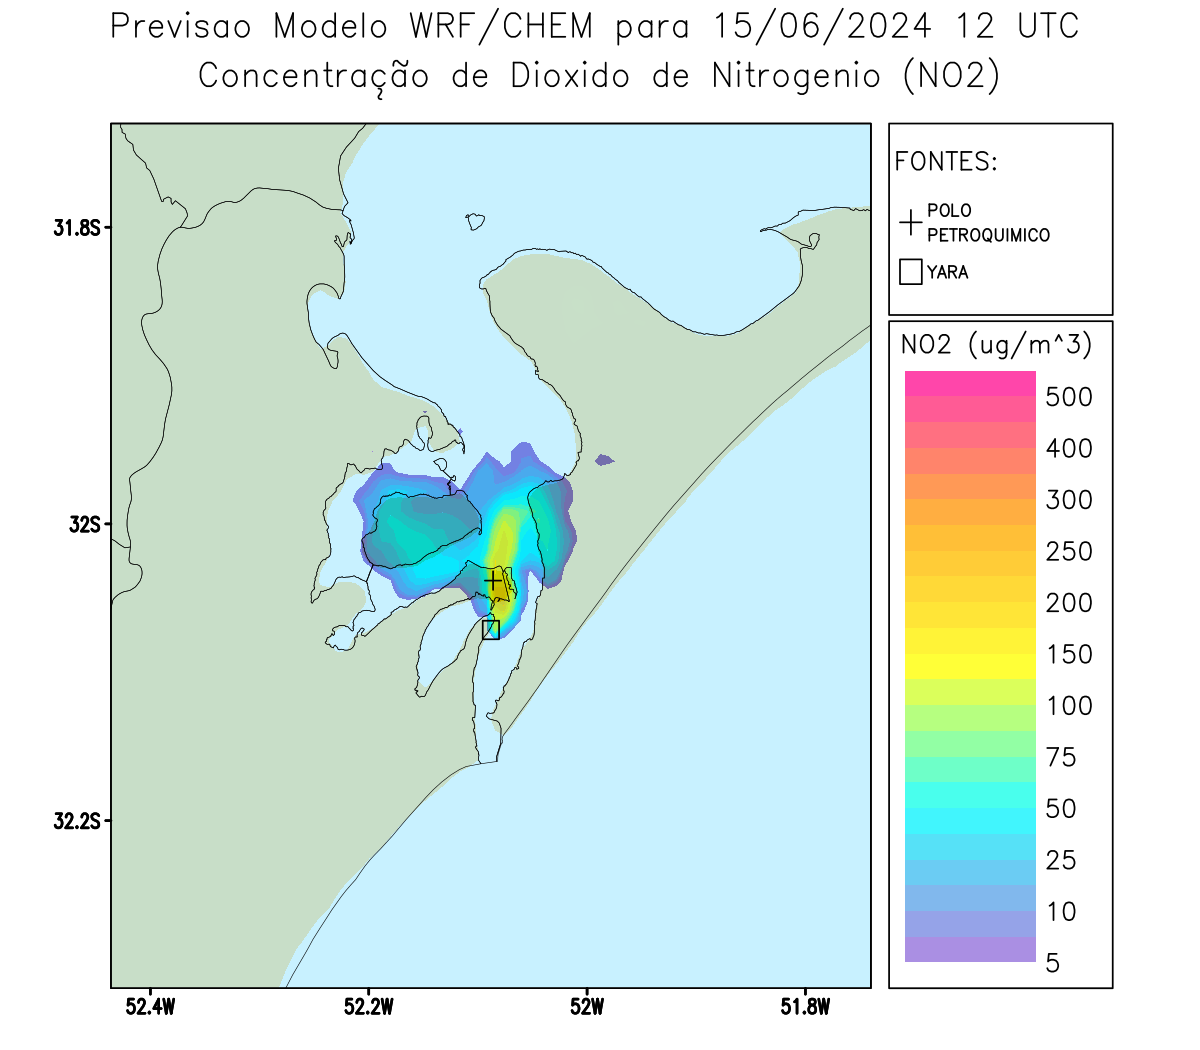 Previsao Modelo WRF/CHEM para 15/06/2024 12 UTC
Concentração de Dioxido de Nitrogenio (NO2)
FONTES:
POLO
PETROQUIMICO
YARA
31.8S
32S
32.2S
52.4W
52.2W
52W
51.8W
NO2 (ug/m^3)
500
400
300
250
200
150
100
75
50
25
10
5